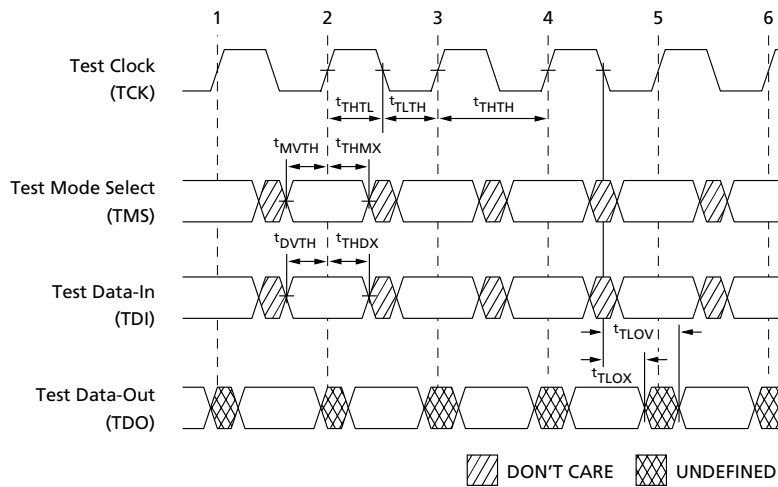 1 2 3 4 5 6
Test Clock
(TCK)
tTHTL tTLTH tTHTH
tMVTH tTHMX
Test Mode Select
(TMS)
tDVTH tTHDX
Test Data-In
(TDI)
tTLOV
tTLOX
Test Data-Out
(TDO)
DON'T CARE UNDEFINED